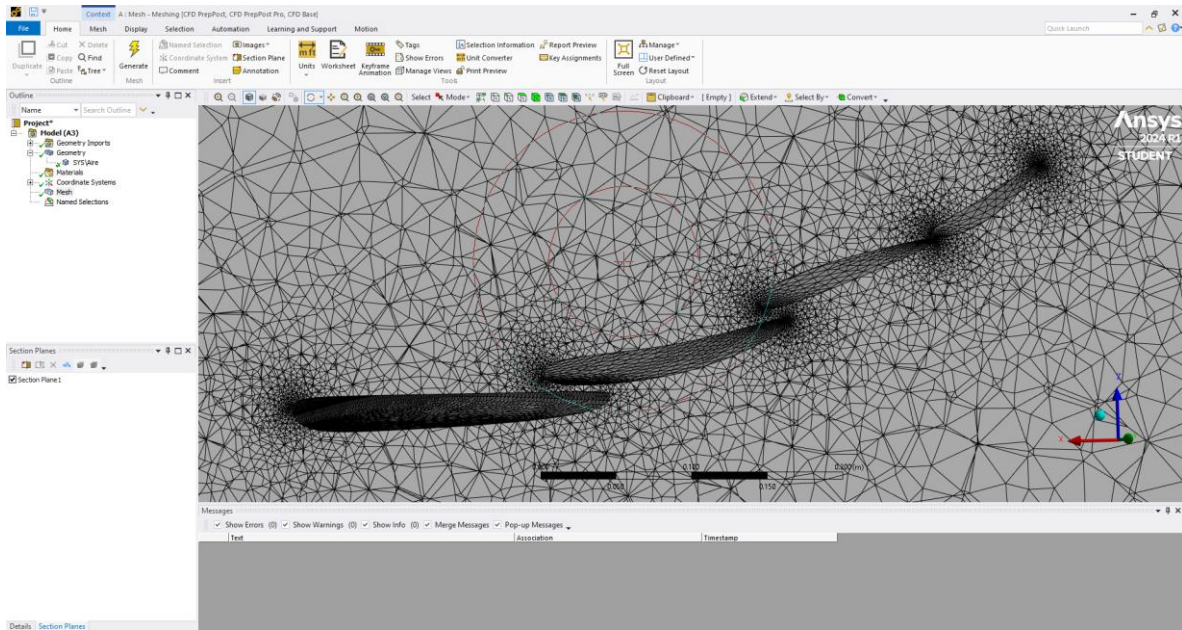 Context A : Mesh - Meshing [CFD PrepPost, CFD PrepPost Pro, CFD Base]
File Home Mesh Display Selection Automation Learning and Support Motion Quick Launch
Duplicate Cut Delete Copy Find Paste Tree Outline
Generate Mesh
Named Selection Images Coordinate System Section Plane Comment Annotation Insert
Units Worksheet Keyframe Animation Tags Show Errors Manage Views Selection Information Unit Converter Print Preview Report Preview Key Assignments Tools
Full Screen Manage User Defined Reset Layout Layout
Outline
Name Search Outline
Select Mode Clipboard [Empty] Extend Select By Convert
Project*
Model (A3)
Geometry Imports
Geometry
SYS\Aire
Materials
Coordinate Systems
Mesh
Named Selections
Ansys
2024 R1
STUDENT
Section Planes
Section Plane 1
X
0.100 0.200 (m)
0.050 0.150
Messages
Show Errors (0) Show Warnings (0) Show Info (0) Merge Messages Pop-up Messages
Text Association Timestamp
Details Section Planes